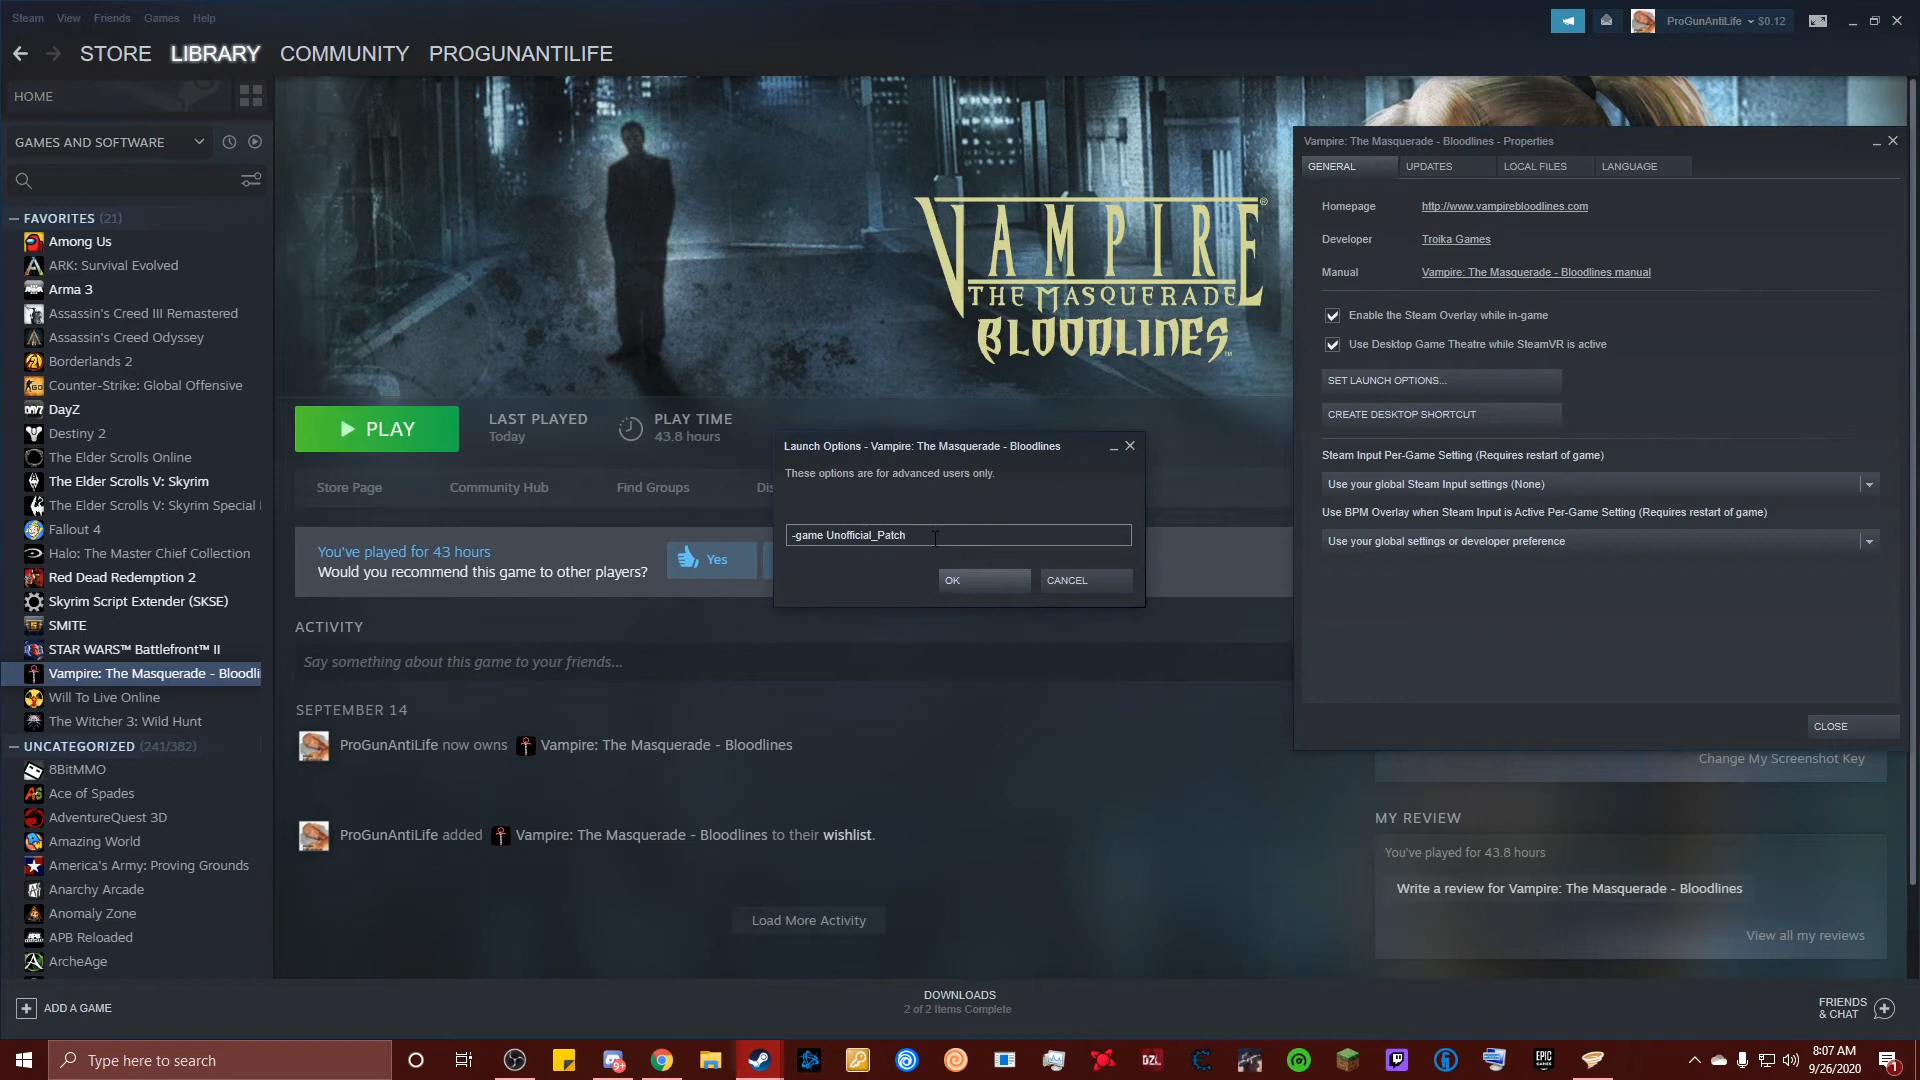 Steam View Friends Games Help
ProGunAntiLife $0.12
STORE LIBRARY COMMUNITY PROGUNANTILIFE
HOME
GAMES AND SOFTWARE
FAVORITES (21)
Among Us
ARK: Survival Evolved
Arma 3
Assassin's Creed III Remastered
Assassin's Creed Odyssey
Borderlands 2
Counter-Strike: Global Offensive
DayZ
Destiny 2
The Elder Scrolls Online
The Elder Scrolls V: Skyrim
The Elder Scrolls V: Skyrim Special
Fallout 4
Halo: The Master Chief Collection
Red Dead Redemption 2
Skyrim Script Extender (SKSE)
SMITE
STAR WARS™ Battlefront™ II
Vampire: The Masquerade - Bloodli
Will To Live Online
The Witcher 3: Wild Hunt
UNCATEGORIZED (241/382)
8BitMMO
Ace of Spades
AdventureQuest 3D
Amazing World
America's Army: Proving Grounds
Anarchy Arcade
Anomaly Zone
APB Reloaded
ArcheAge
ADD A GAME
VAMPIRE®
THE MASQUERADE
BLOODLINES™
PLAY
LAST PLAYED
Today
PLAY TIME
43.8 hours
Store Page Community Hub Find Groups Dis
You've played for 43 hours
Would you recommend this game to other players?
Yes
ACTIVITY
Say something about this game to your friends...
SEPTEMBER 14
ProGunAntiLife now owns Vampire: The Masquerade - Bloodlines
ProGunAntiLife added Vampire: The Masquerade - Bloodlines to their wishlist.
Load More Activity
Launch Options - Vampire: The Masquerade - Bloodlines
These options are for advanced users only.
-game Unofficial_Patch
OK CANCEL
Vampire: The Masquerade - Bloodlines - Properties
GENERAL UPDATES LOCAL FILES LANGUAGE
Homepage http://www.vampirebloodlines.com
Developer Troika Games
Manual Vampire: The Masquerade - Bloodlines manual
Enable the Steam Overlay while in-game
Use Desktop Game Theatre while SteamVR is active
SET LAUNCH OPTIONS...
CREATE DESKTOP SHORTCUT
Steam Input Per-Game Setting (Requires restart of game)
Use your global Steam Input settings (None)
Use BPM Overlay when Steam Input is Active Per-Game Setting (Requires restart of game)
Use your global settings or developer preference
CLOSE
Change My Screenshot Key
MY REVIEW
You've played for 43.8 hours
Write a review for Vampire: The Masquerade - Bloodlines
View all my reviews
DOWNLOADS
2 of 2 Items Complete
FRIENDS
& CHAT
Type here to search
9+
DZL
EPIC
GAMES
8:07 AM
9/26/2020
1